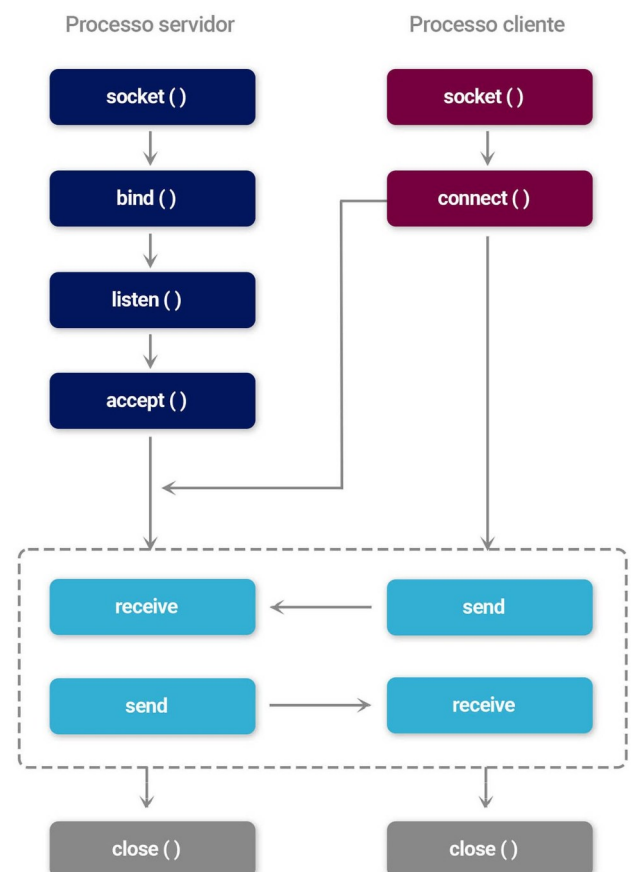 Processo servidor
Processo cliente
socket ( )
socket ( )
bind ( )
connect ( )
listen ( )
accept ( )
receive
send
send
receive
close ( )
close ( )